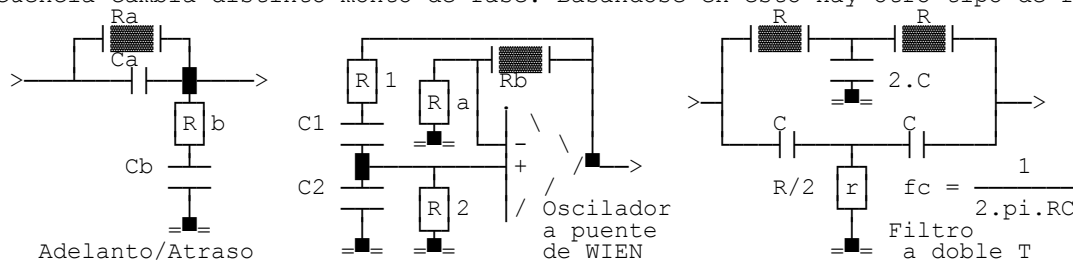 cuencia cambia distinto monto de fase. Basándose en esto hay otro tipo de
Ra
Ca
R b
Cb
Adelanto/Atraso
R 1
R a
Rb
C1
C2
R 2
-
+
Oscilador
a puente
de WIEN
R
R
2.C
C
C
R/2
r
fc = 1
2.pi.RC
Filtro
a doble T